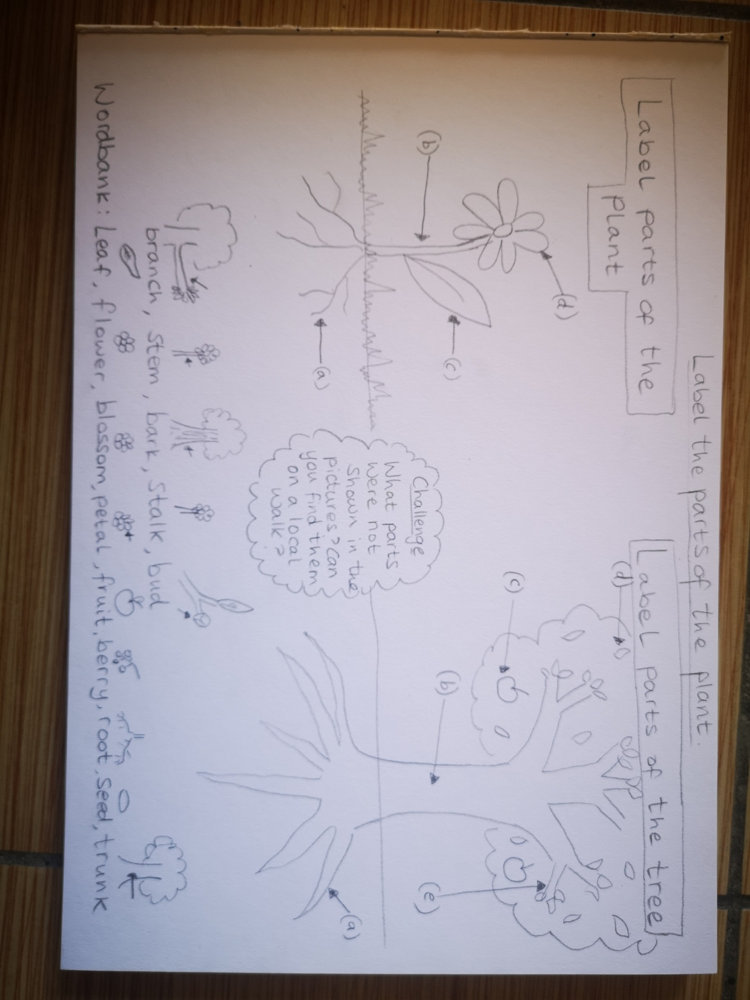 Label the parts of the plant.
Label parts of the
plant
Label parts of the tree
(d)
(b)
(c)
(a)
Challenge
What parts
were not
shown in the
pictures? Can
you find them
on a local
walk?
(d)
(c)
(b)
(e)
(a)
branch, stem, bark, stalk, bud
Wordbank: Leaf, flower, blossom, petal, fruit, berry, root, seed, trunk